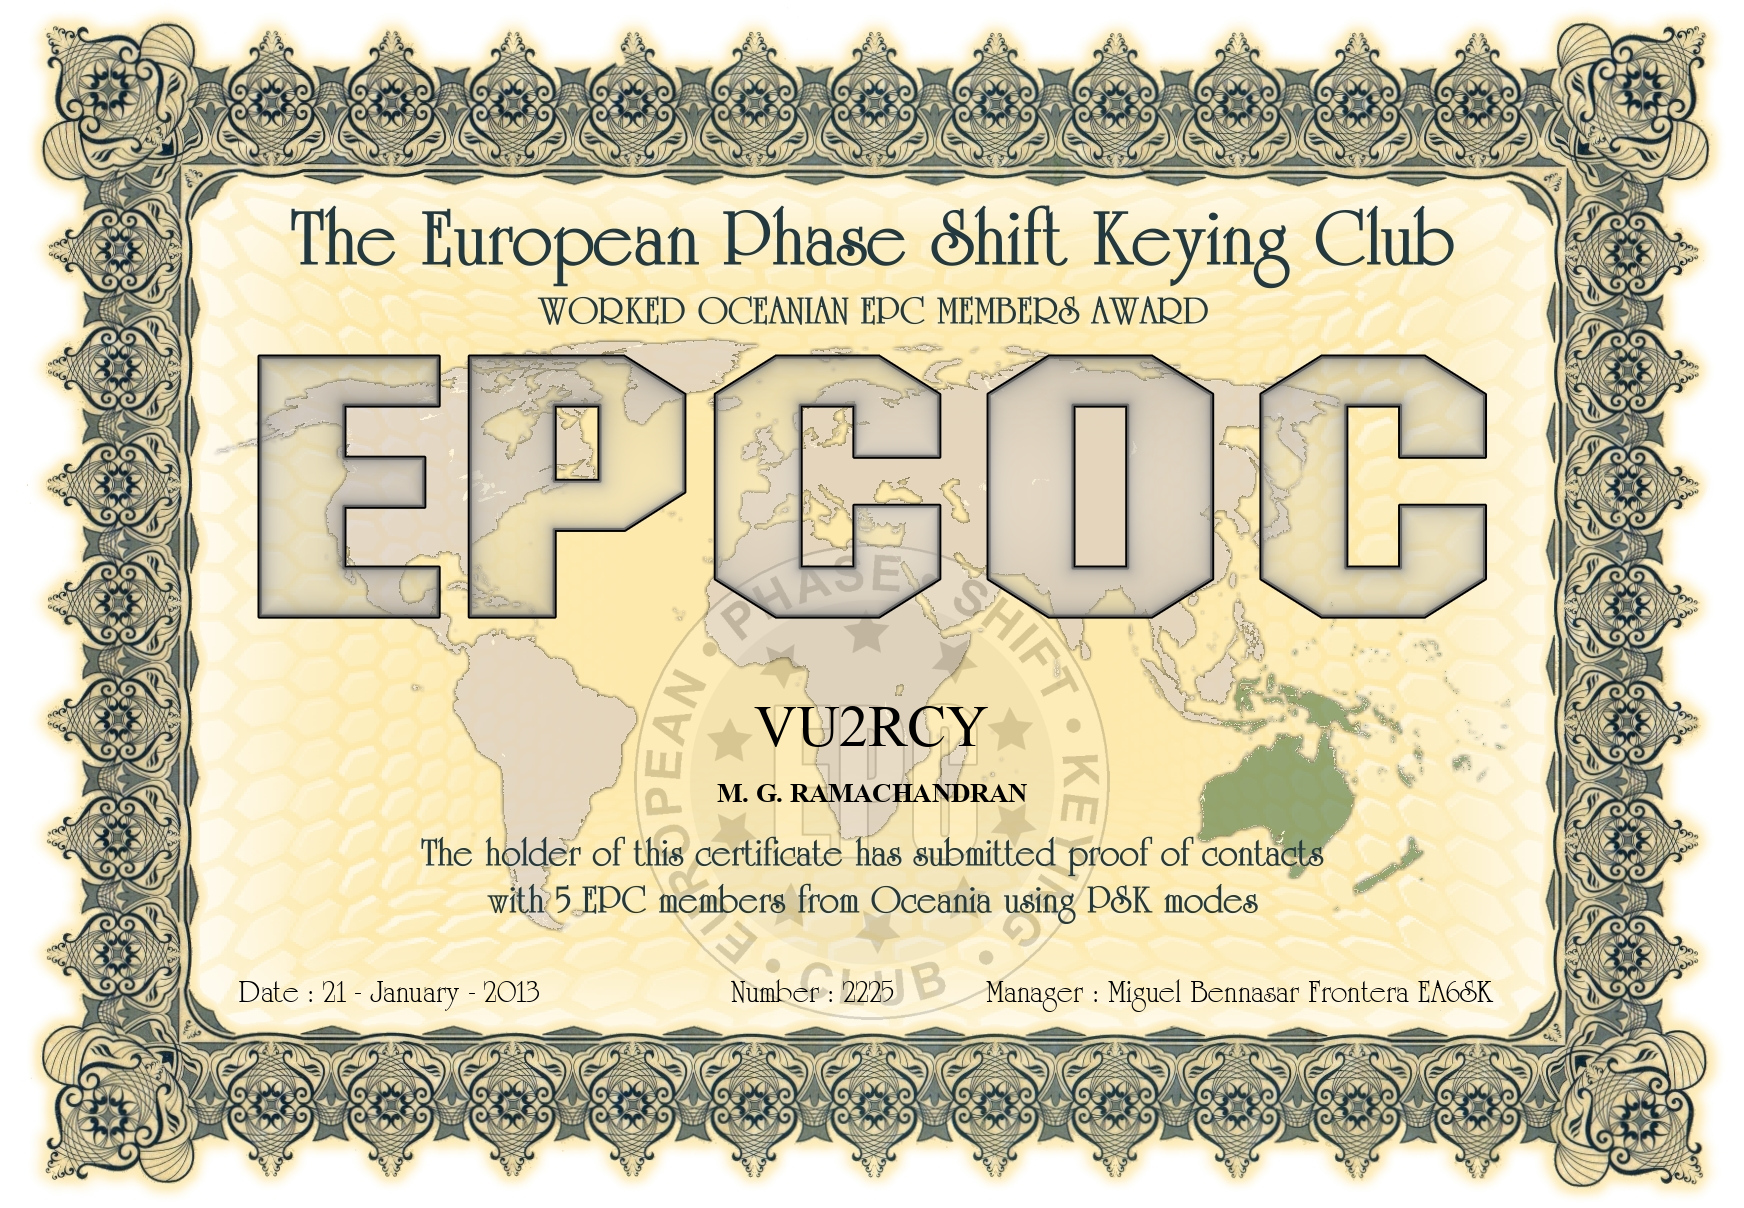 The European Phase Shift Keying Club
WORKED OCEANIAN EPC MEMBERS AWARD
EPCOC
EUROPEAN • PHASE • SHIFT • KEYING • CLUB •
EPC
VU2RCY
M. G. RAMACHANDRAN
The holder of this certificate has submitted proof of contacts
with 5 EPC members from Oceania using PSK modes
Date : 21 - January - 2013
Number : 2225
Manager : Miguel Bennasar Frontera EA6SK